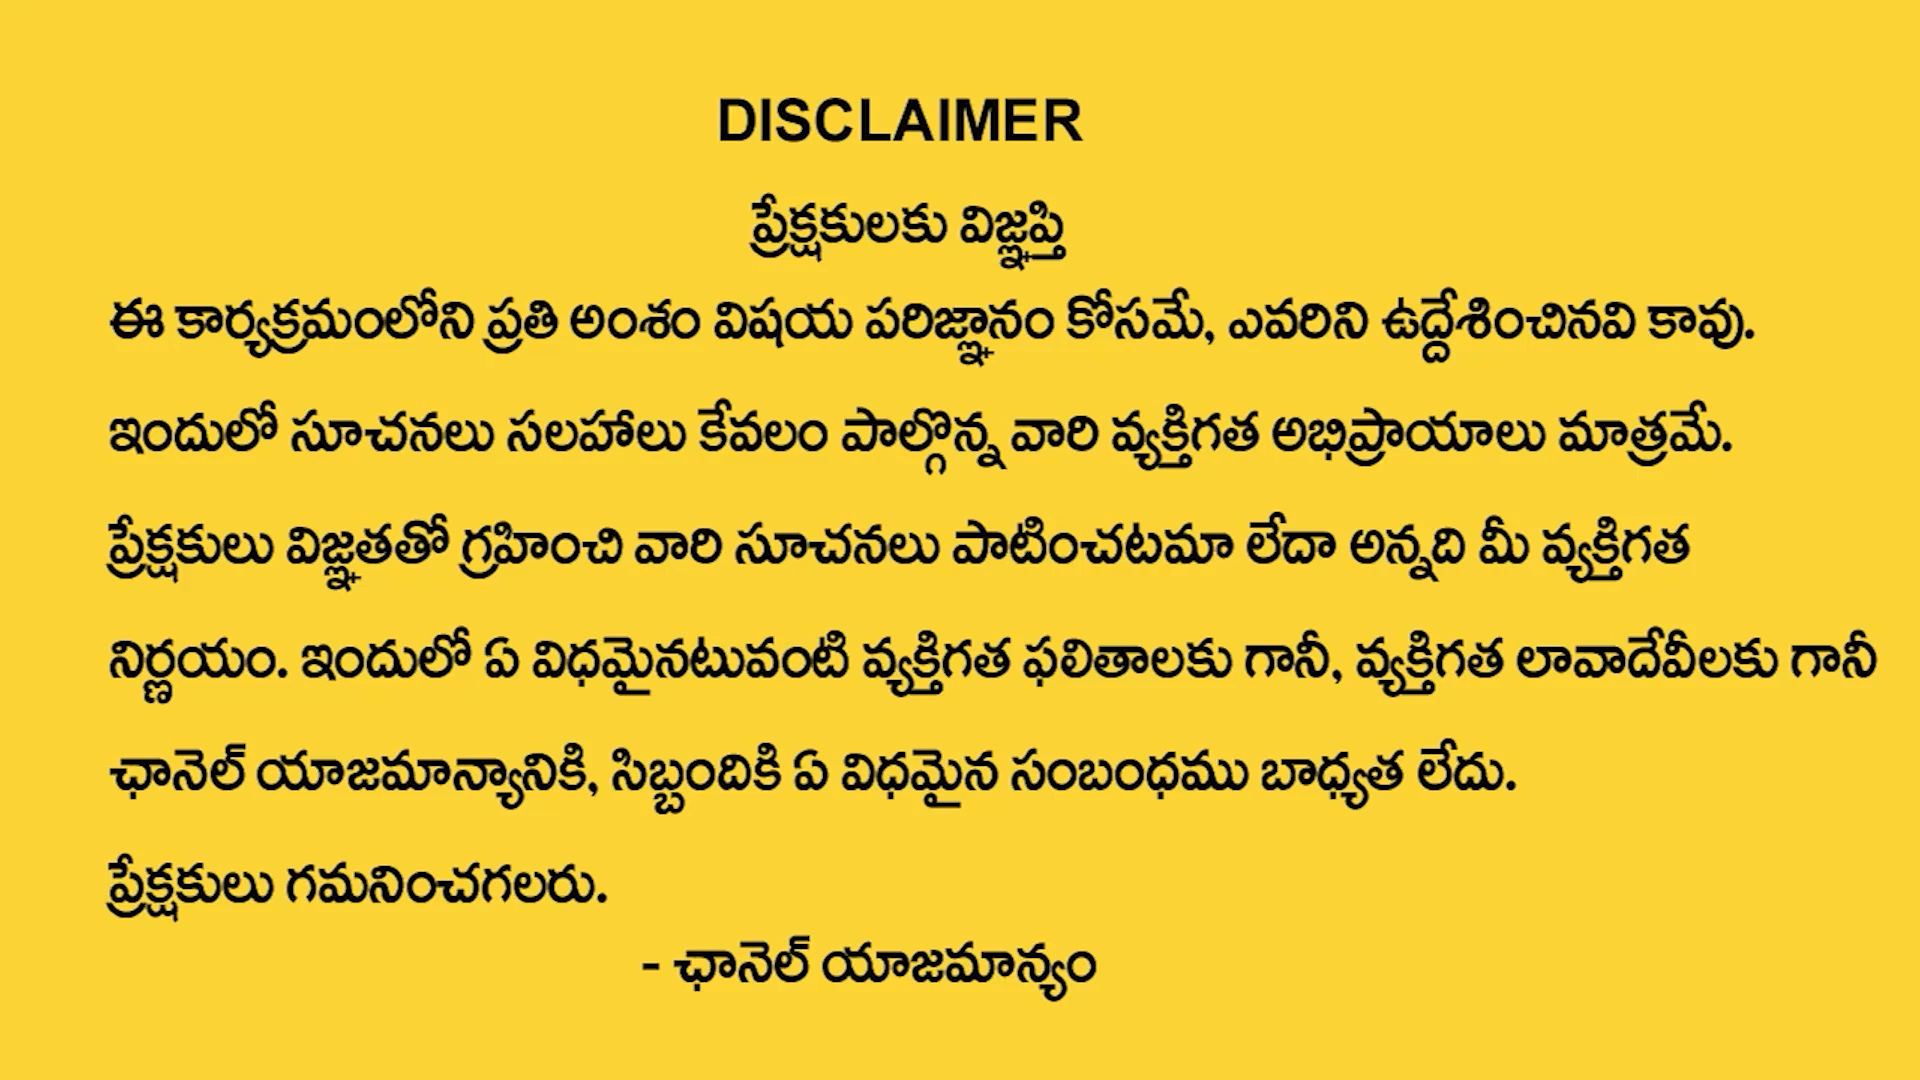 DISCLAIMER
ప్రేక్షకులకు విజ్ఞప్తి
ఈ కార్యక్రమంలోని ప్రతి అంశం విషయ పరిజ్ఞానం కోసమే, ఎవరిని ఉద్దేశించినవి కావు.
ఇందులో సూచనలు సలహాలు కేవలం పాల్గొన్న వారి వ్యక్తిగత అభిప్రాయాలు మాత్రమే.
ప్రేక్షకులు విజ్ఞతతో గ్రహించి వారి సూచనలు పాటించటమా లేదా అన్నది మీ వ్యక్తిగత
నిర్ణయం. ఇందులో ఏ విధమైనటువంటి వ్యక్తిగత ఫలితాలకు గానీ, వ్యక్తిగత లావాదేవీలకు గానీ
ఛానెల్ యాజమాన్యానికి, సిబ్బందికి ఏ విధమైన సంబంధము బాధ్యత లేదు.
ప్రేక్షకులు గమనించగలరు.
- ఛానెల్ యాజమాన్యం